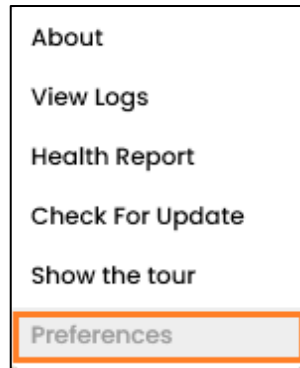 About
View Logs
Health Report
Check For Update
Show the tour
Preferences